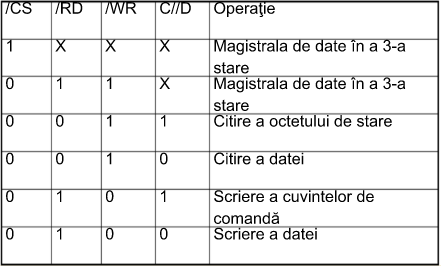 /CS /RD /WR C//D Operaţie
1 X X X Magistrala de date în a 3-a
stare
0 1 1 X Magistrala de date în a 3-a
stare
0 0 1 1 Citire a octetului de stare
0 0 1 0 Citire a datei
0 1 0 1 Scriere a cuvintelor de
comandă
0 1 0 0 Scriere a datei